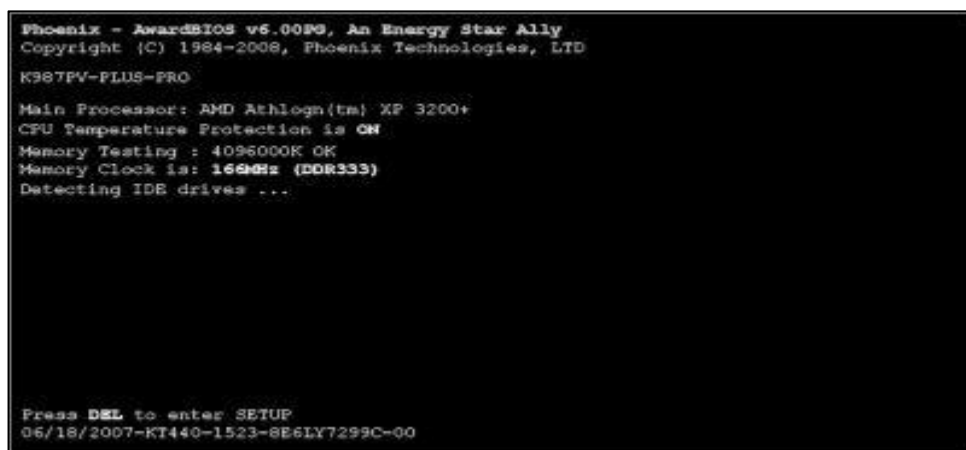 Phoenix - AwardBIOS v6.00PG, An Energy Star Ally
Copyright (C) 1984-2008, Phoenix Technologies, LTD
K987PV-PLUS-PRO
Main Processor: AMD Athlogn(tm) XP 3200+
CPU Temperature Protection is ON
Memory Testing : 4096000K OK
Memory Clock is: 166MHz (DDR333)
Detecting IDE drives ...
Press DEL to enter SETUP
06/18/2007-KT440-1523-8E6LY7299C-00